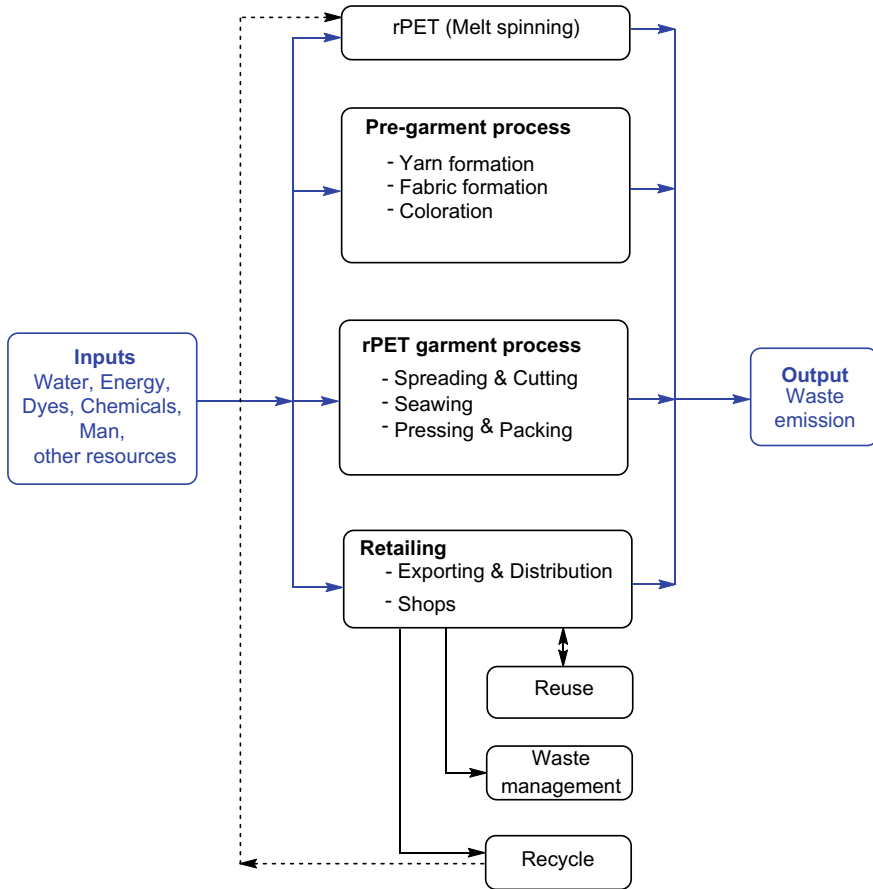 rPET (Melt spinning)
Pre-garment process
- Yarn formation
- Fabric formation
- Coloration
Inputs
Water, Energy,
Dyes, Chemicals,
Man,
other resources
rPET garment process
- Spreading & Cutting
- Seawing
- Pressing & Packing
Output
Waste
emission
Retailing
- Exporting & Distribution
- Shops
Reuse
Waste
management
Recycle